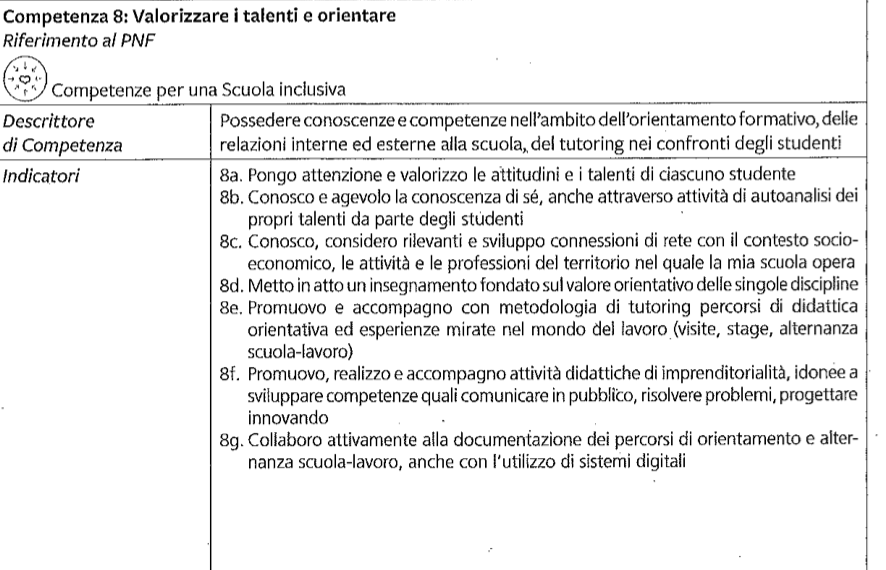 Competenza 8: Valorizzare i talenti e orientare
Riferimento al PNF
Competenze per una Scuola inclusiva
Descrittore
di Competenza
Possedere conoscenze e competenze nell'ambito dell'orientamento formativo, delle
relazioni interne ed esterne alla scuola, del tutoring nei confronti degli studenti
Indicatori
8a. Pongo attenzione e valorizzo le attitudini e i talenti di ciascuno studente
8b. Conosco e agevolo la conoscenza di sé, anche attraverso attività di autoanalisi dei
propri talenti da parte degli studenti
8c. Conosco, considero rilevanti e sviluppo connessioni di rete con il contesto socio-
economico, le attività e le professioni del territorio nel quale la mia scuola opera
8d. Metto in atto un insegnamento fondato sul valore orientativo delle singole discipline
8e. Promuovo e accompagno con metodologia di tutoring percorsi di didattica
orientativa ed esperienze mirate nel mondo del lavoro (visite, stage, alternanza
scuola-lavoro)
8f. Promuovo, realizzo e accompagno attività didattiche di imprenditorialità, idonee a
sviluppare competenze quali comunicare in pubblico, risolvere problemi, progettare
innovando
8g. Collaboro attivamente alla documentazione dei percorsi di orientamento e alter-
nanza scuola-lavoro, anche con l'utilizzo di sistemi digitali